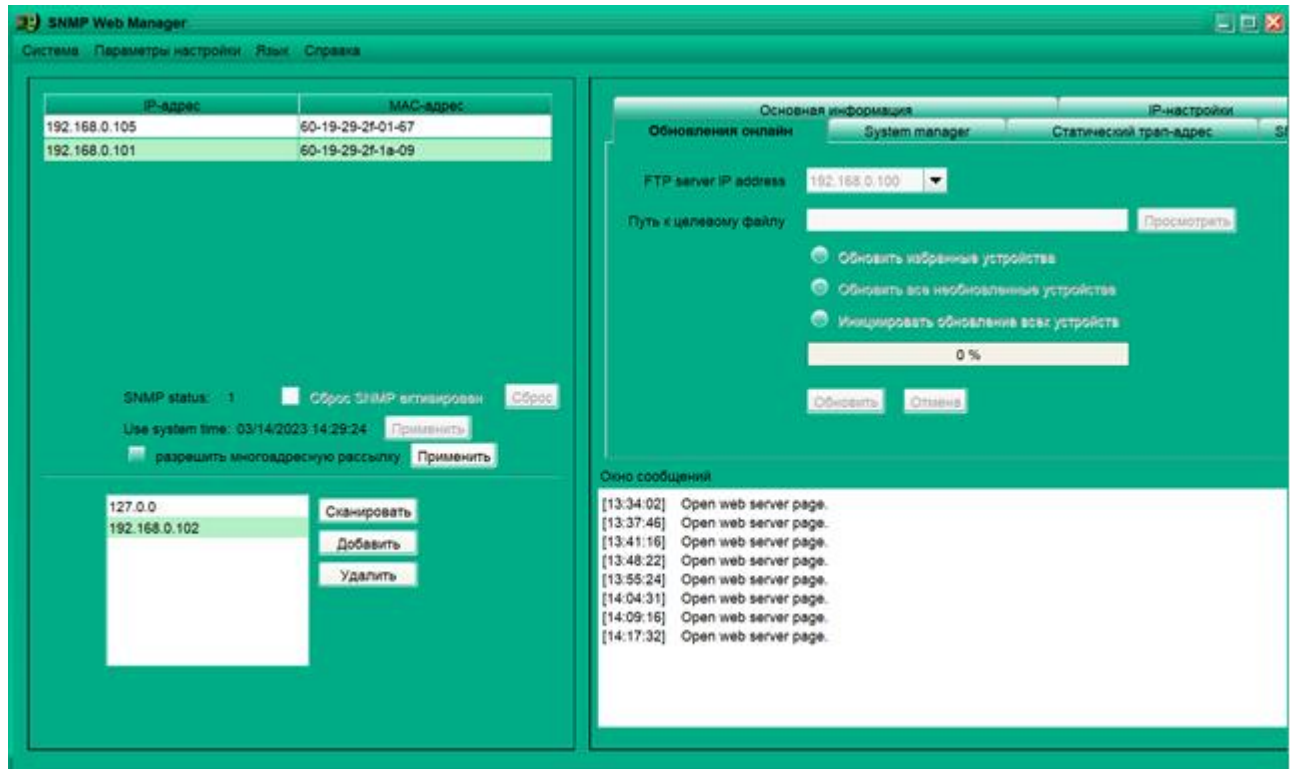 SNMP Web Manager
Система Параметры настройки Язык Справка
IP-адрес MAC-адрес
192.168.0.105 60-19-29-2f-01-67
192.168.0.101 60-19-29-2f-1a-09
SNMP status: 1 Сброс SNMP активирован Сброс
Use system time: 03/14/2023 14:29:24 Применить
разрешить многоадресную рассылку Применить
127.0.0
192.168.0.102
Сканировать
Добавить
Удалить
Основная информация IP-настройки
Обновления онлайн System manager Статический трап-адрес
FTP server IP address 192.168.0.100
Путь к целевому файлу Просмотреть
Обновить избранные устройства
Обновить все необновленные устройства
Инициировать обновление всех устройств
0 %
Обновить Отмена
Окно сообщений
[13:34:02] Open web server page.
[13:37:46] Open web server page.
[13:41:16] Open web server page.
[13:48:22] Open web server page.
[13:55:24] Open web server page.
[14:04:31] Open web server page.
[14:09:16] Open web server page.
[14:17:32] Open web server page.